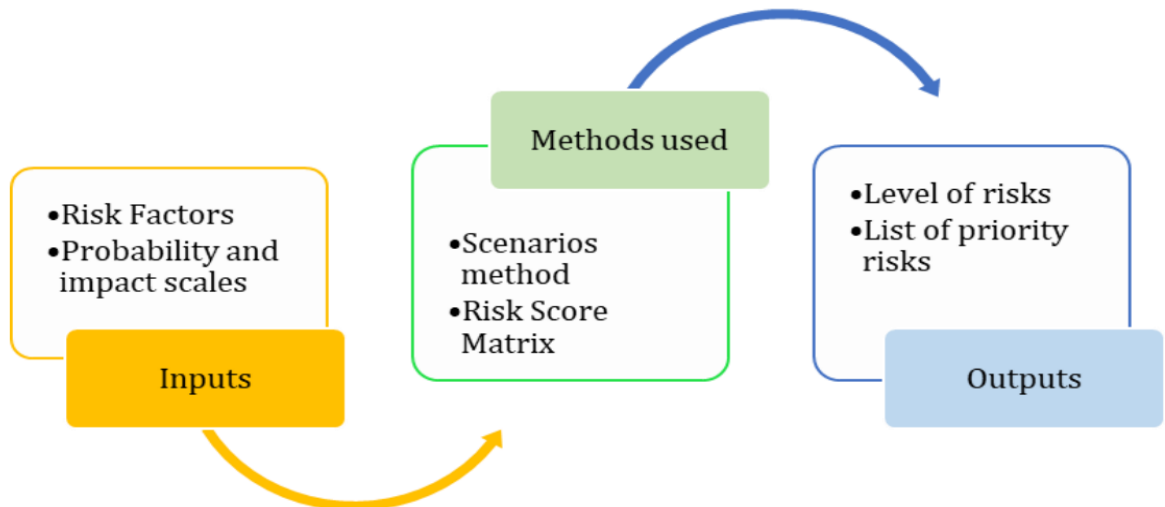 •Risk Factors
•Probability and
impact scales
Inputs
Methods used
•Scenarios
method
•Risk Score
Matrix
•Level of risks
•List of priority
risks
Outputs